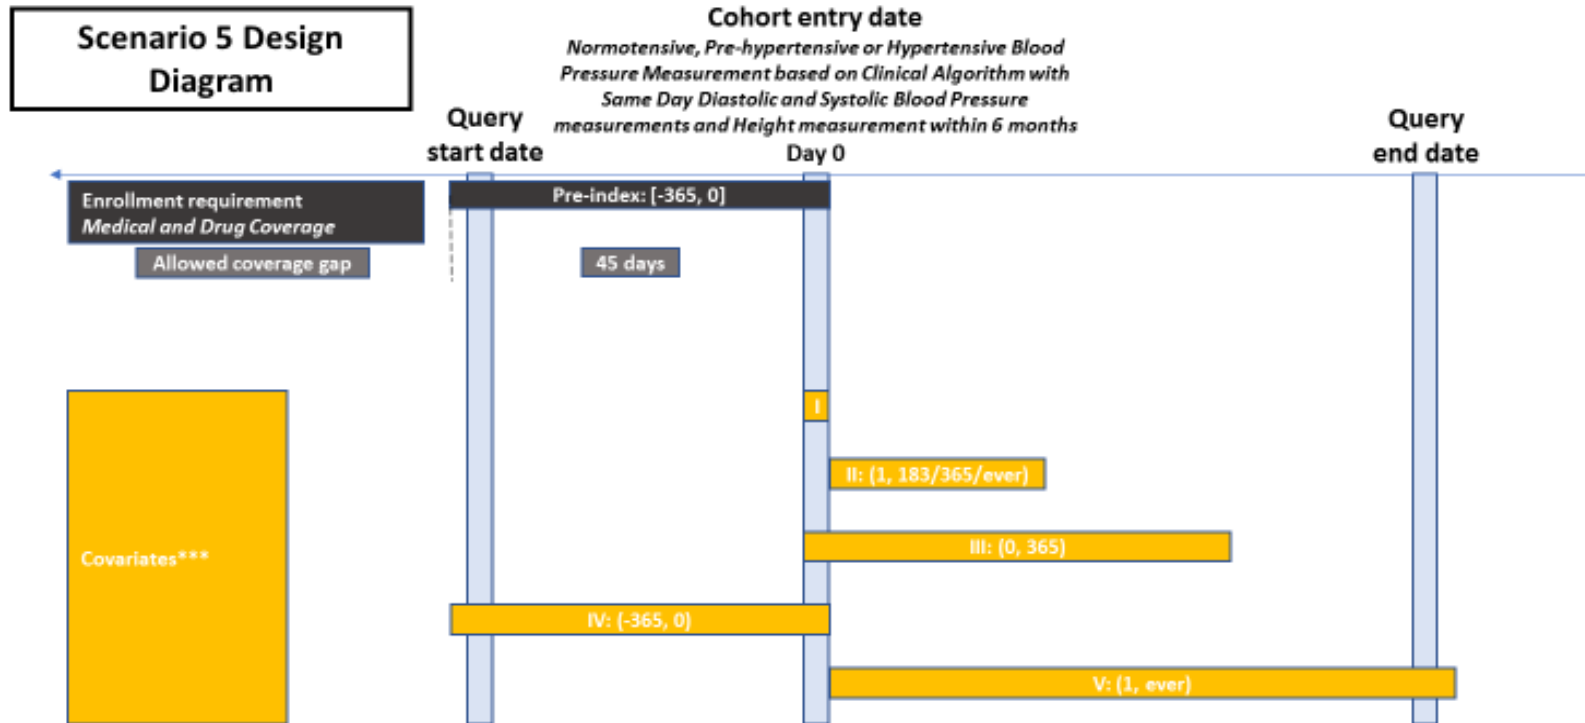 Scenario 5 Design
Diagram
Cohort entry date
Normotensive, Pre-hypertensive or Hypertensive Blood
Pressure Measurement based on Clinical Algorithm with
Same Day Diastolic and Systolic Blood Pressure
measurements and Height measurement within 6 months
Query
start date
Day 0
Query
end date
Enrollment requirement
Medical and Drug Coverage
Pre-index: [-365, 0]
Allowed coverage gap
45 days
I
II: (1, 183/365/ever)
III: (0, 365)
Covariates***
IV: (-365, 0)
V: (1, ever)